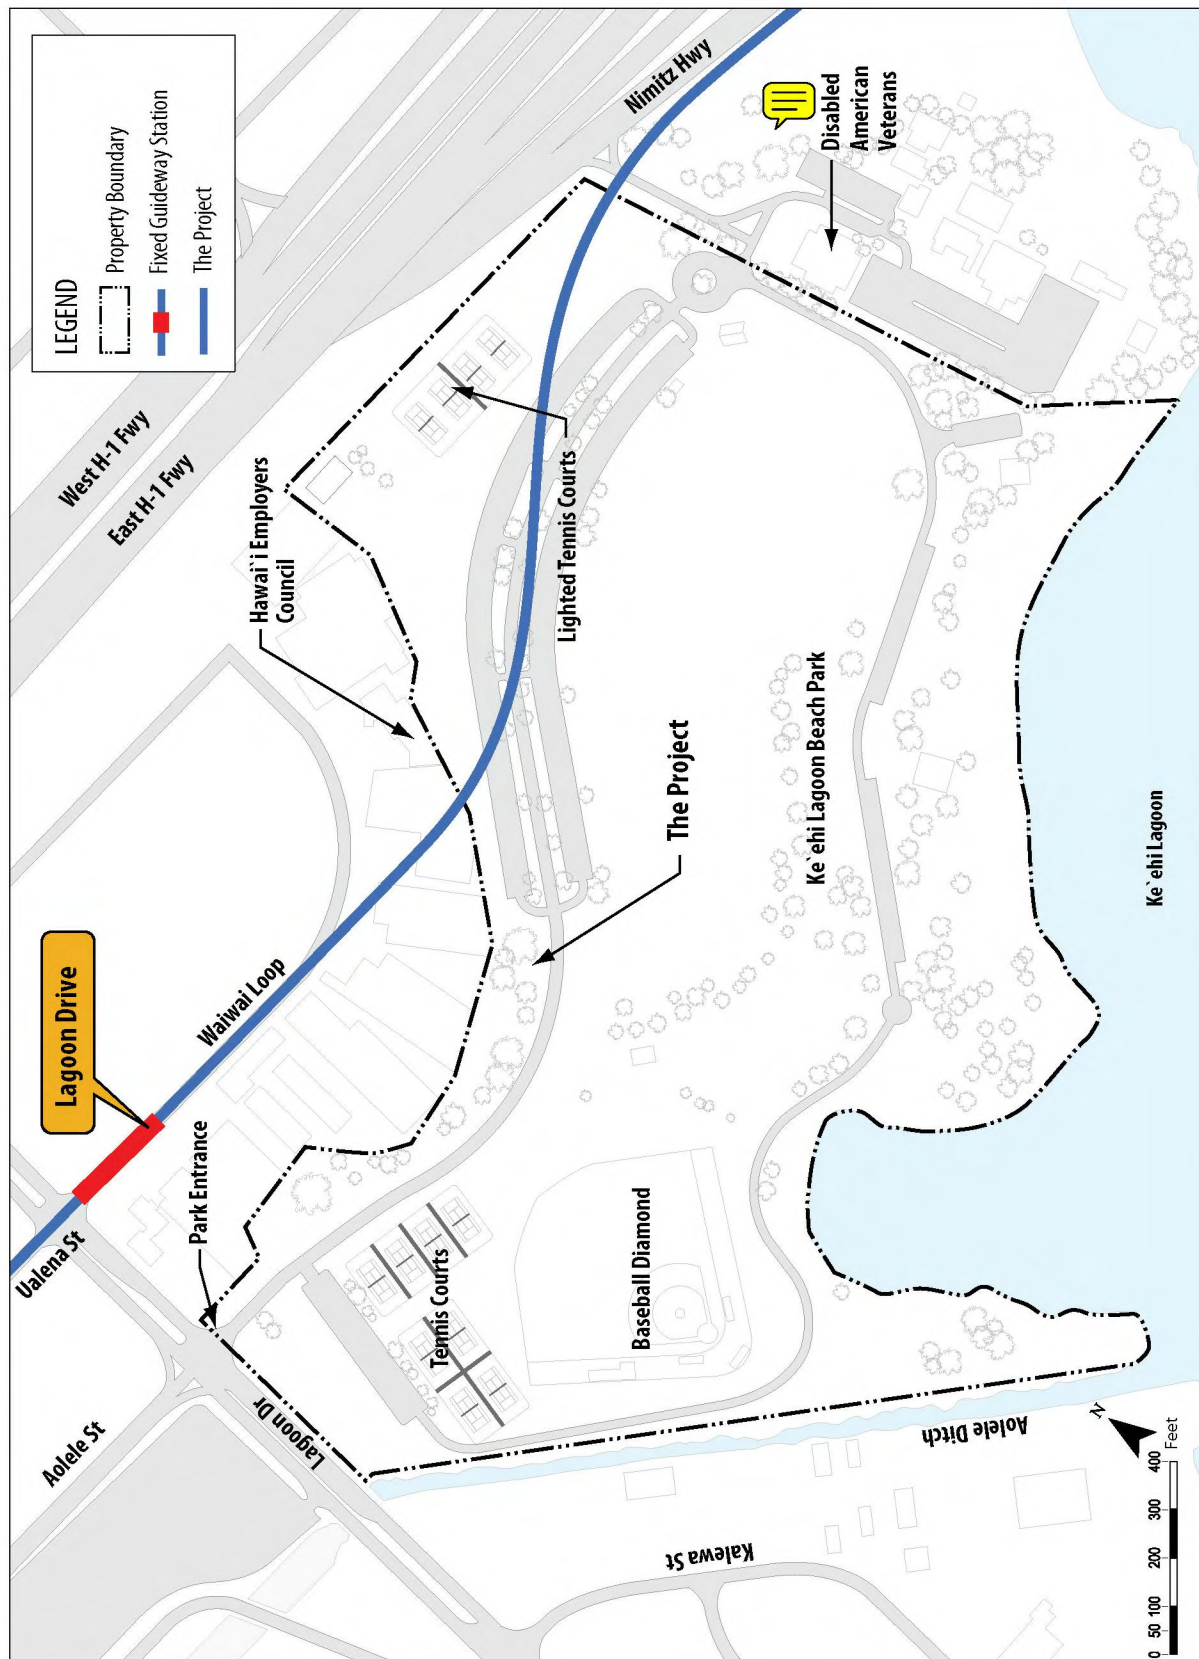 LEGEND
Property Boundary
Fixed Guideway Station
The Project
West H-1 Fwy
East H-1 Fwy
Nimitz Hwy
Disabled
American
Veterans
Hawai`i Employers
Council
Lighted Tennis Courts
Lagoon Drive
Waiwai Loop
Ualena St
Park Entrance
The Project
Aolele St
Lagoon Dr
Tennis Courts
Baseball Diamond
Ke`ehi Lagoon Beach Park
Ke`ehi Lagoon
Aolele Ditch
Kalewa St
N
0 50 100 200 300 400
Feet